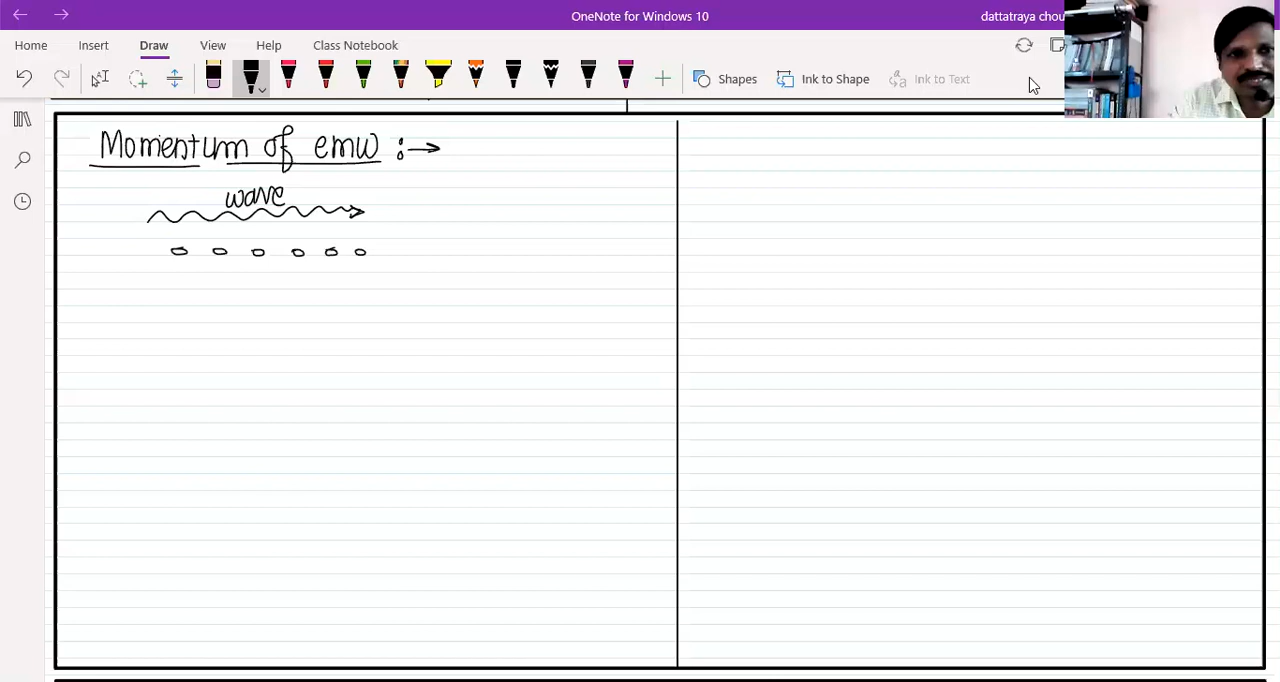 OneNote for Windows 10
dattatraya chou
Home Insert Draw View Help Class Notebook
Shapes Ink to Shape Ink to Text
Momentum of emw :→
wave